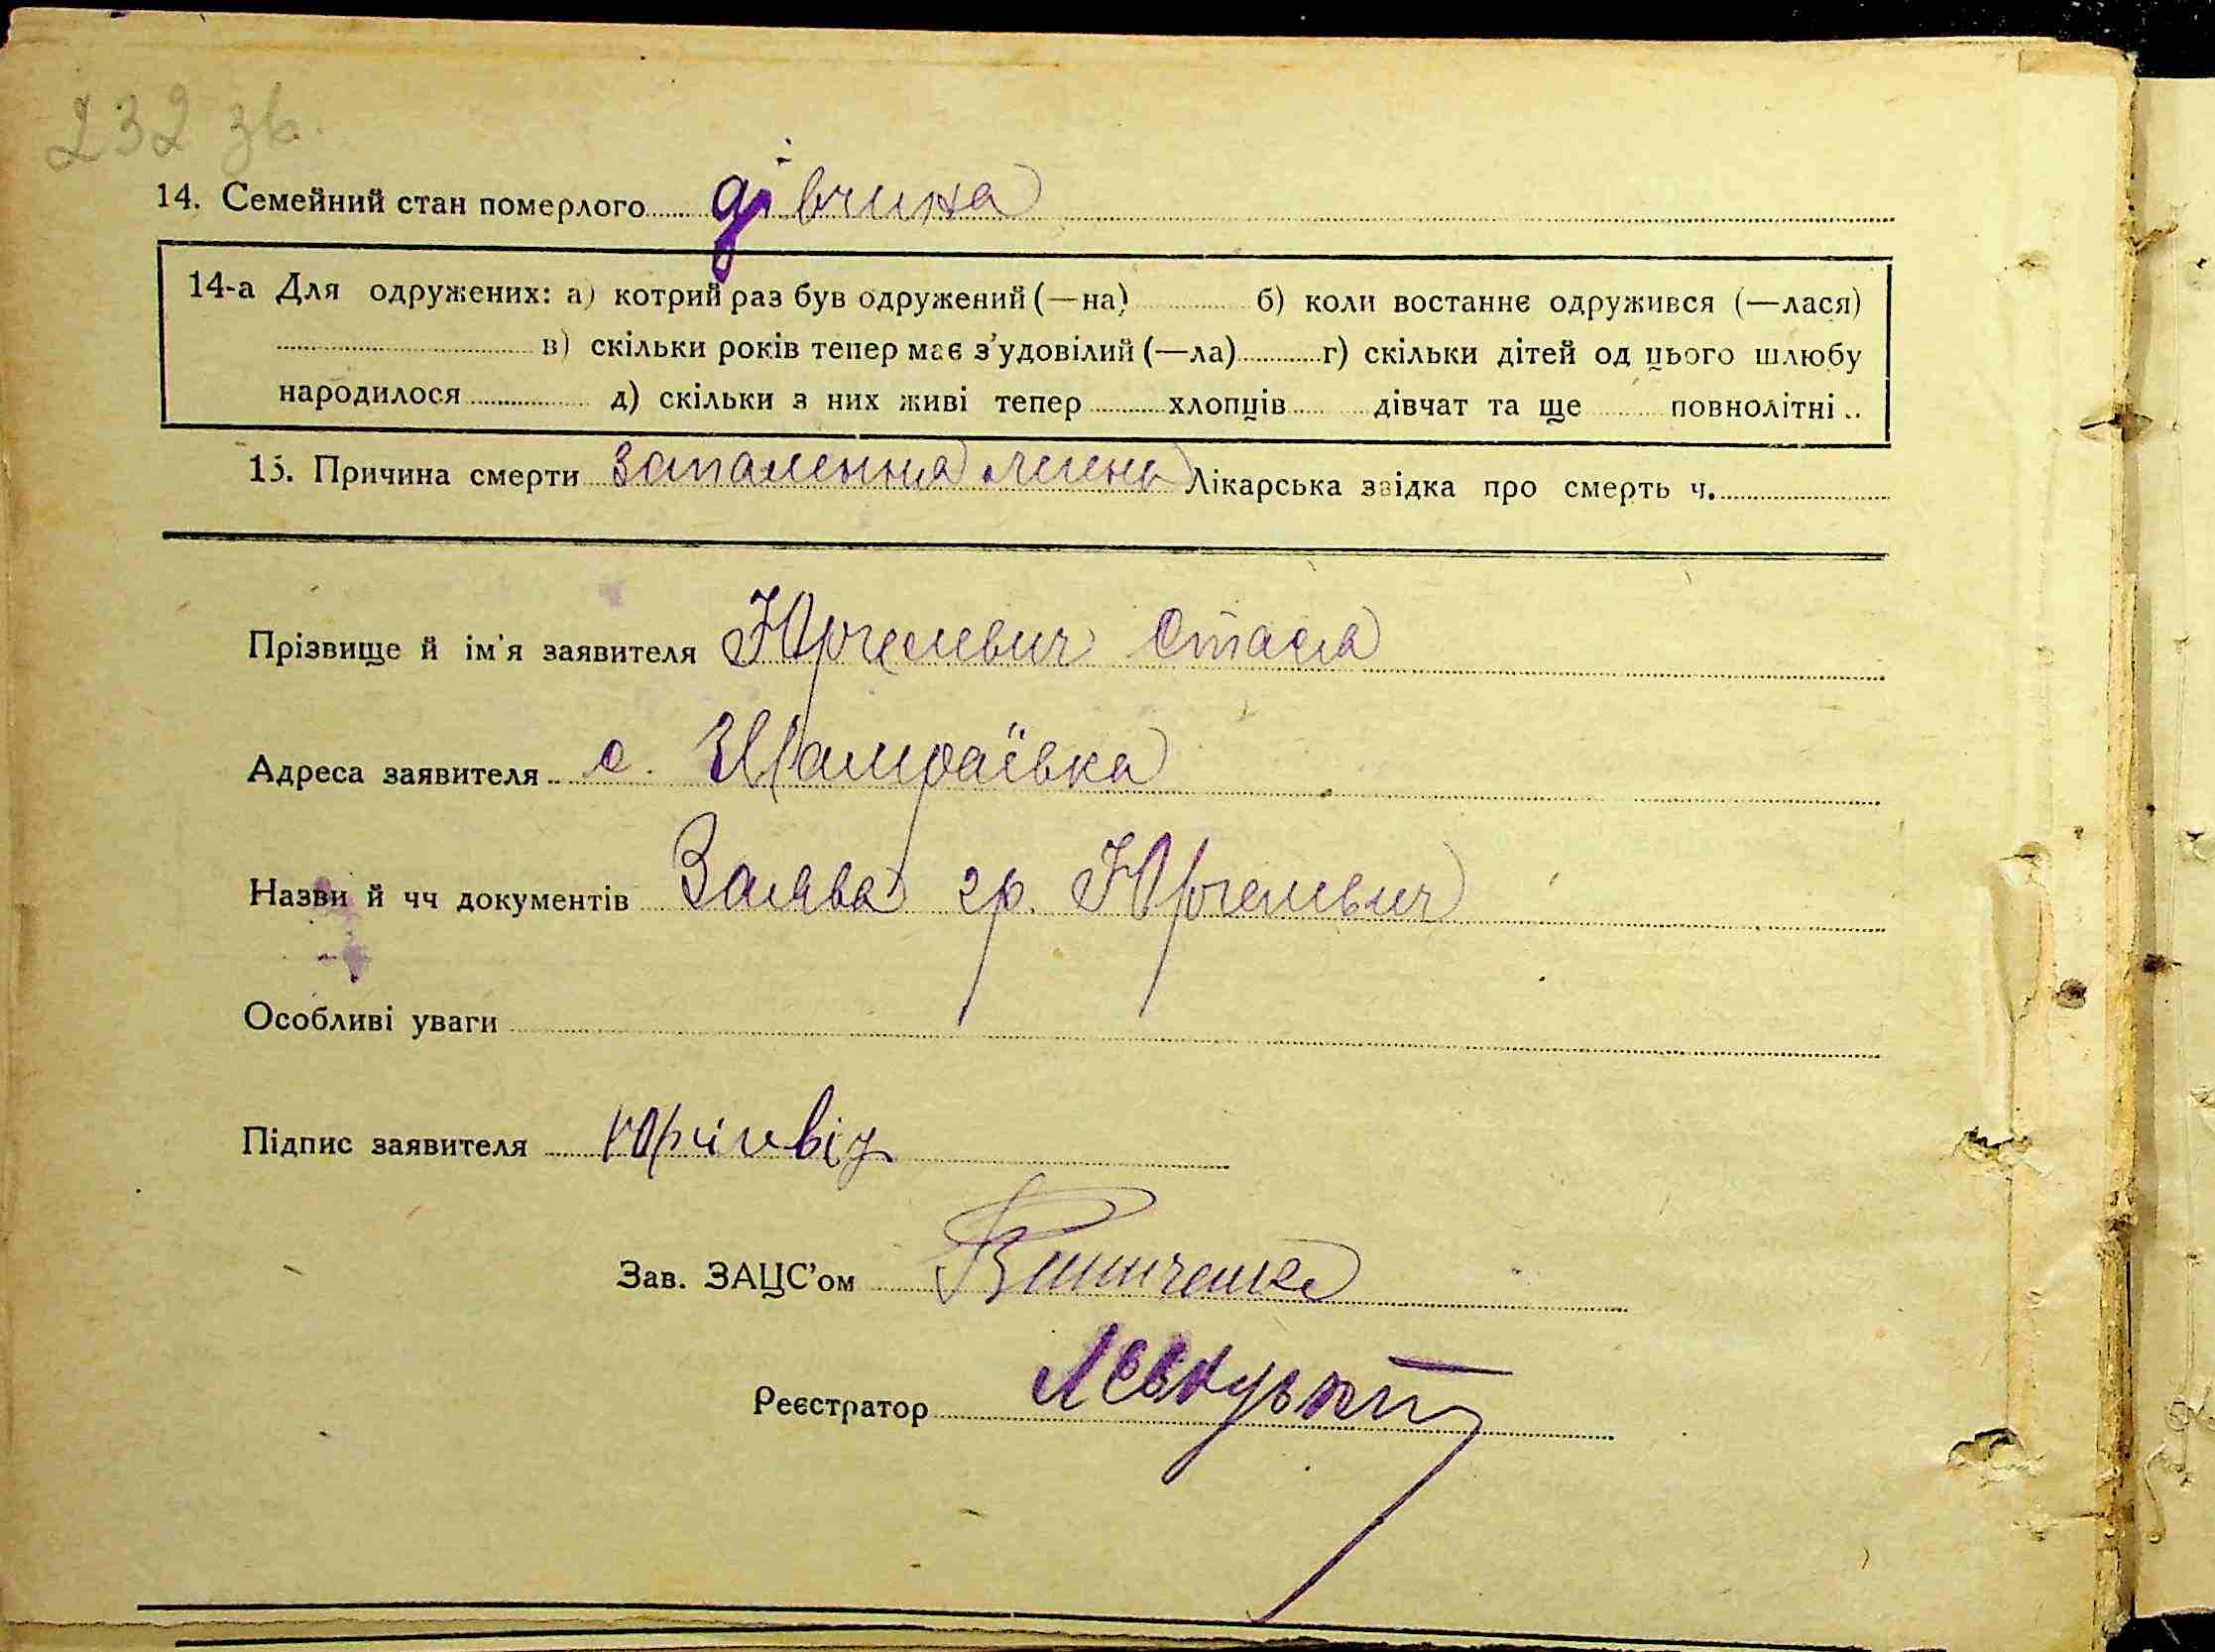 232 зв.
14. Семейний стан померлого дівчина
14-а Для одружених: а) котрий раз був одружений (—на) б) коли востаннє одружився (—лася)
в) скільки років тепер має з’удовілий (—ла) г) скільки дітей од цього шлюбу
народилося д) скільки з них живі тепер хлопців дівчат та ще повнолітні
15. Причина смерти запалення легень Лікарська звідка про смерть ч.
Прізвище й ім’я заявителя Юргелевич Стася
Адреса заявителя с. Шамраївка
Назви й чч документів Заява гр. Юргелевич
Особливі уваги
Підпис заявителя
Зав. ЗАЦС’ом Винниченко
Реєстратор